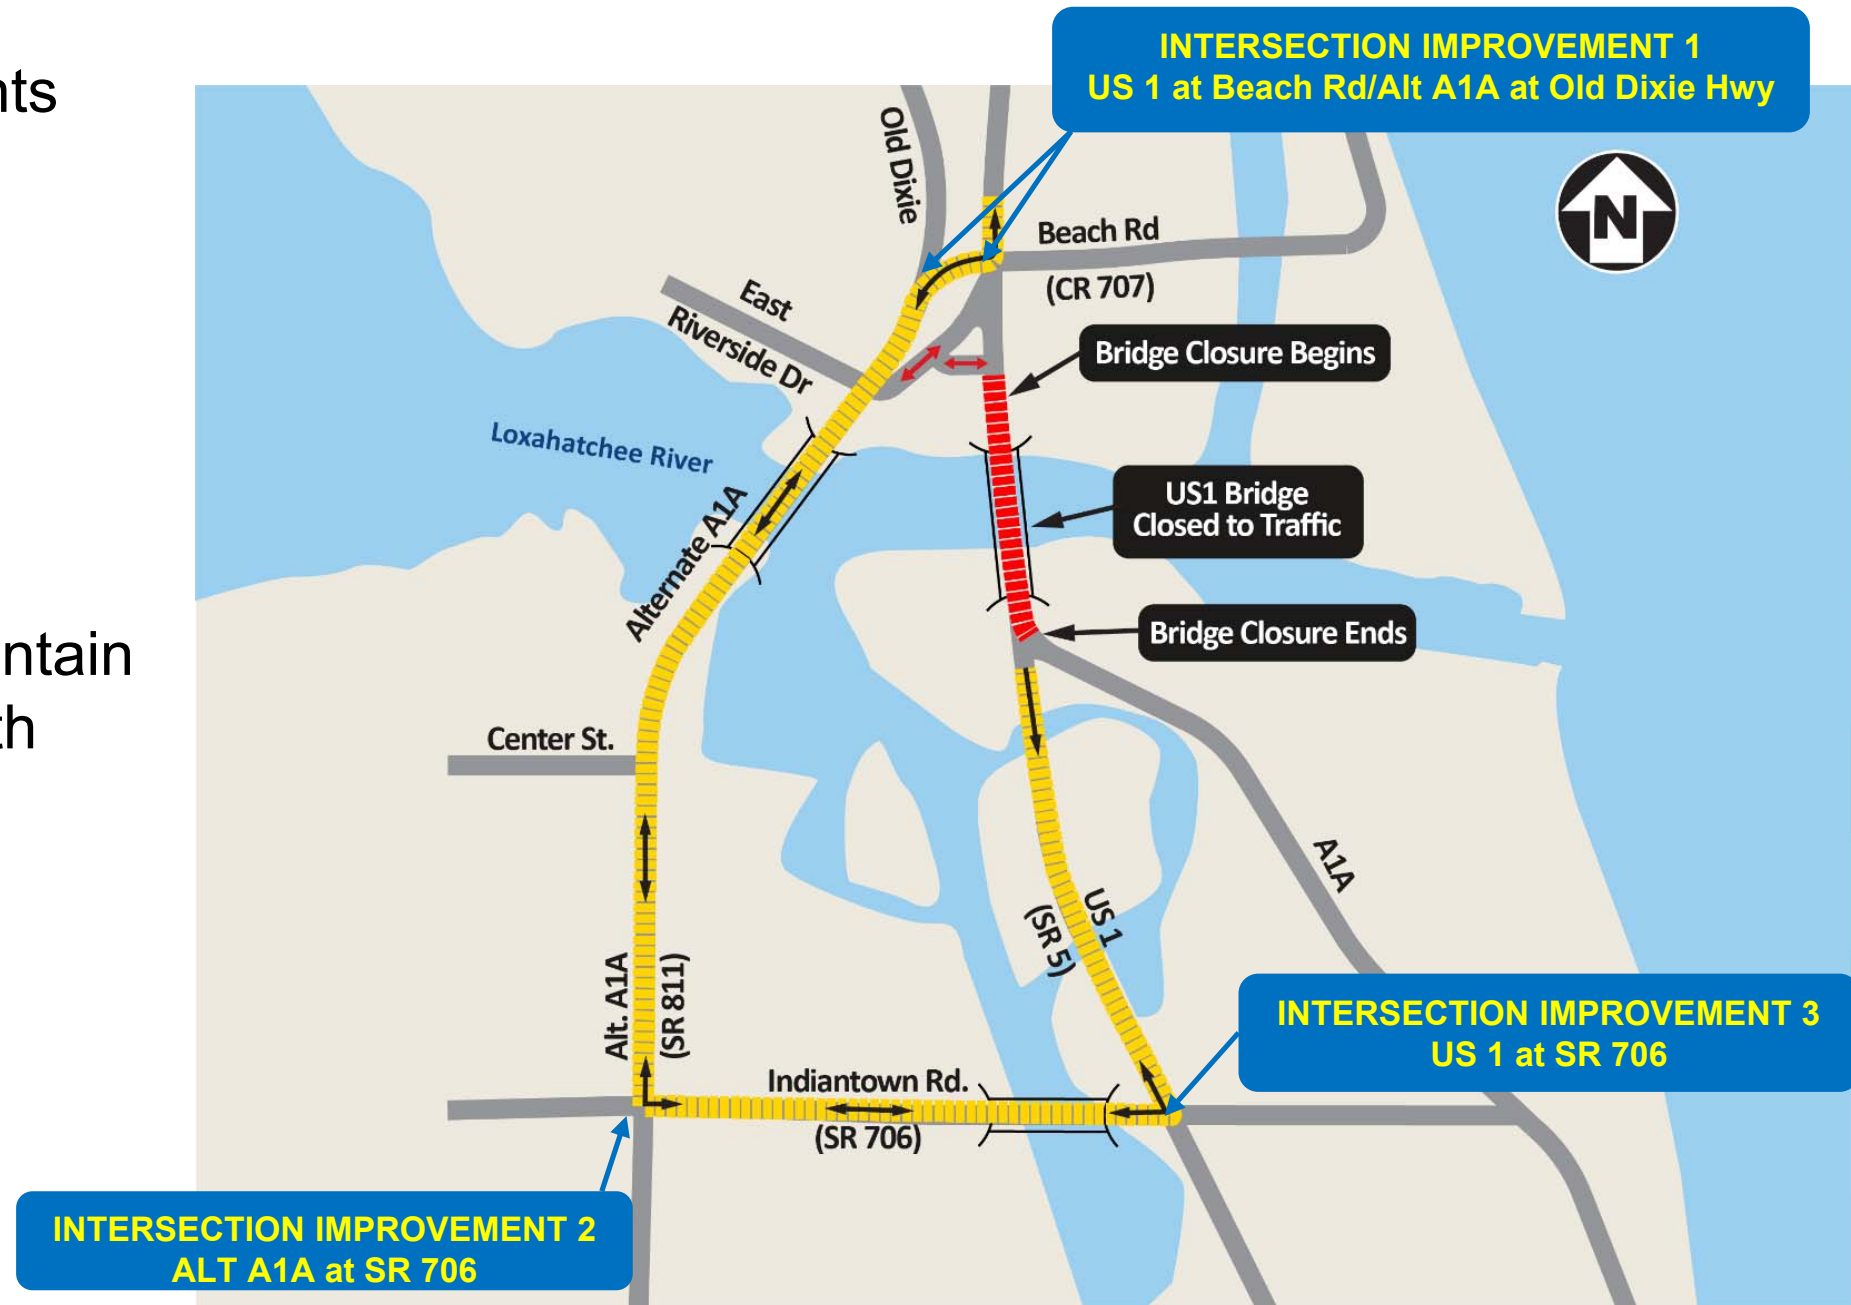 nts
ntain
th
INTERSECTION IMPROVEMENT 1
US 1 at Beach Rd/Alt A1A at Old Dixie Hwy
Old Dixie
N
Beach Rd
(CR 707)
East
Riverside Dr
Bridge Closure Begins
Loxahatchee River
US1 Bridge
Closed to Traffic
Alternate A1A
Bridge Closure Ends
Center St.
A1A
US 1
(SR 5)
Alt. A1A
(SR 811)
INTERSECTION IMPROVEMENT 3
US 1 at SR 706
Indiantown Rd.
(SR 706)
INTERSECTION IMPROVEMENT 2
ALT A1A at SR 706